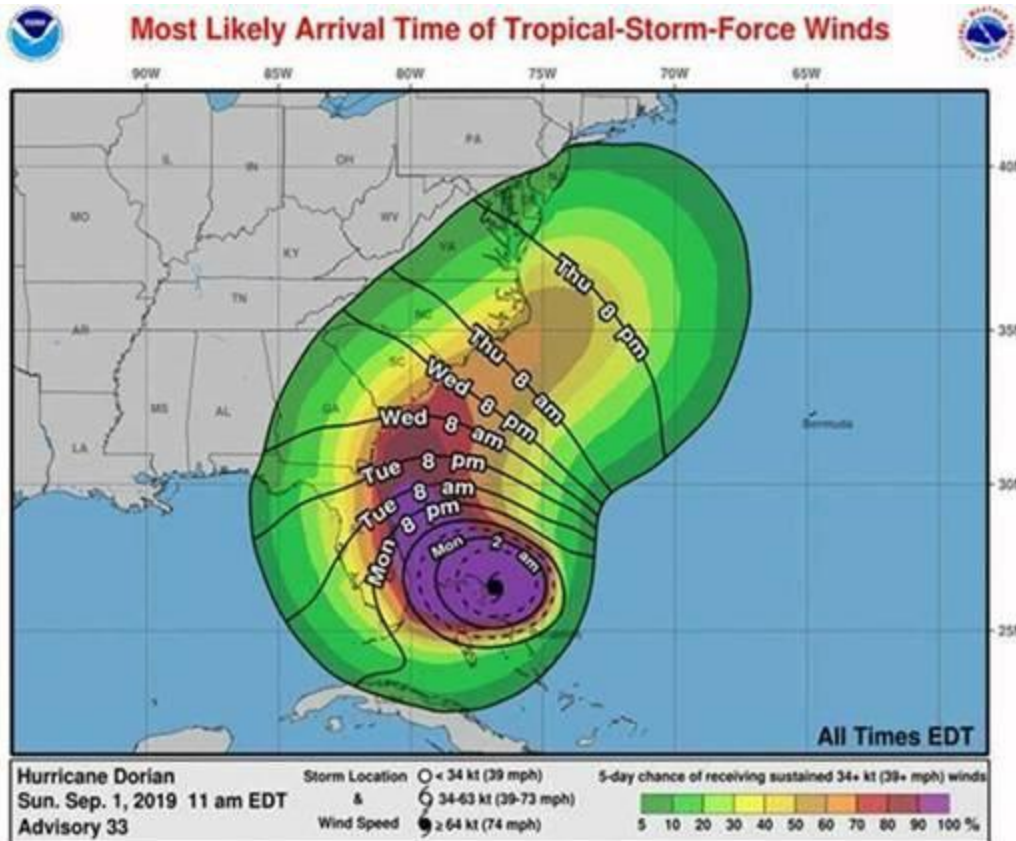 Most Likely Arrival Time of Tropical-Storm-Force Winds
90W 85W 80W 75W 70W 65W
PA
40N
IL IN OH NJ
MO WV
VA
KY
TN
Thu 8 pm
NC
AR 35N
Thu 8 am
SC
Wed 8 pm
MS AL GA
Wed 8 am
Bermuda
LA
Tue 8 pm
30N
Tue 8 am
Mon 8 pm
Mon 2 am
25N
All Times EDT
Hurricane Dorian
Sun. Sep. 1, 2019 11 am EDT
Advisory 33
Storm Location
&
Wind Speed
< 34 kt (39 mph)
34-63 kt (39-73 mph)
≥ 64 kt (74 mph)
5-day chance of receiving sustained 34+ kt (39+ mph) winds
5 10 20 30 40 50 60 70 80 90 100 %